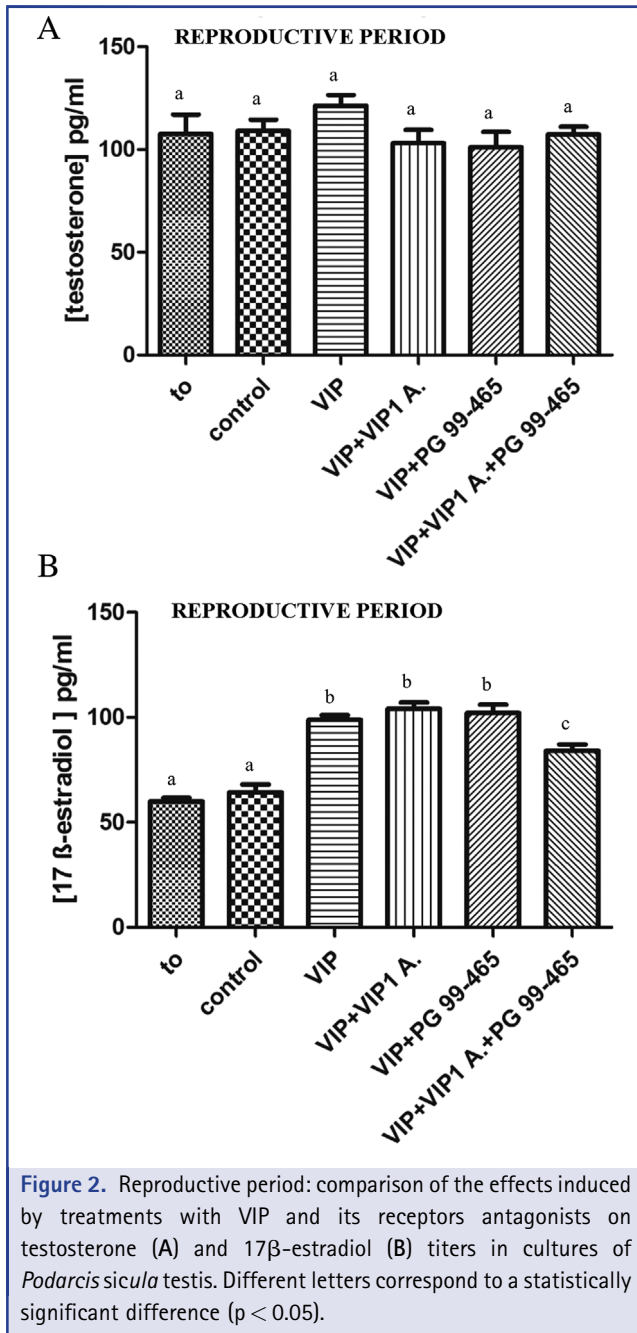 A
REPRODUCTIVE PERIOD
[testosterone] pg/ml
150
100
50
0
a
a
a
a
a
a
to
control
VIP
VIP+VIP1 A.
VIP+PG 99-465
VIP+VIP1 A.+PG 99-465
B
REPRODUCTIVE PERIOD
[17 ß-estradiol ] pg/ml
150
100
50
0
a
a
b
b
b
c
to
control
VIP
VIP+VIP1 A.
VIP+PG 99-465
VIP+VIP1 A.+PG 99-465
Figure 2. Reproductive period: comparison of the effects induced
by treatments with VIP and its receptors antagonists on
testosterone (A) and 17β-estradiol (B) titers in cultures of
Podarcis sicula testis. Different letters correspond to a statistically
significant difference (p < 0.05).